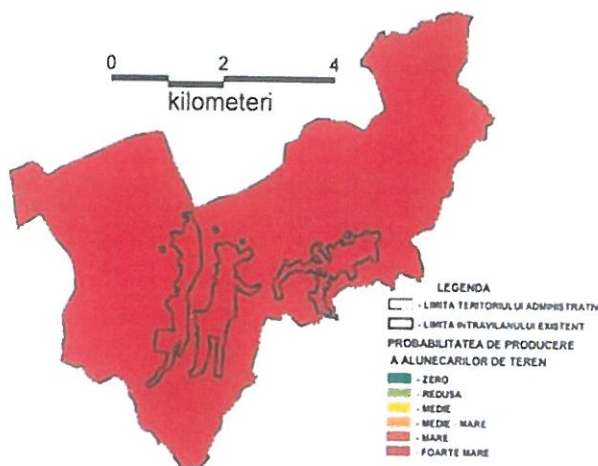 0 2 4
kilometeri
LEGENDA
- LIMITA TERITORIULUI ADMINISTRATIV
- LIMITA INTRAVILANULUI EXISTENT
PROBABILITATEA DE PRODUCERE
A ALUNECARILOR DE TEREN
- ZERO
- REDUSA
- MEDIE
- MEDIE - MARE
- MARE
- FOARTE MARE